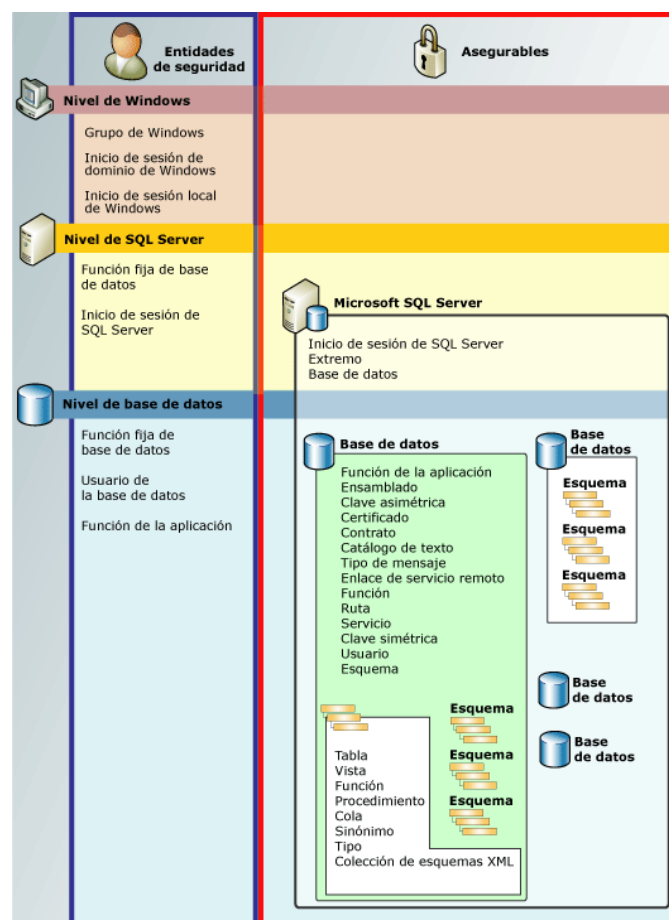 Entidades
de seguridad
Asegurables
Nivel de Windows
Grupo de Windows
Inicio de sesión de
dominio de Windows
Inicio de sesión local
de Windows
Nivel de SQL Server
Función fija de base
de datos
Inicio de sesión de
SQL Server
Microsoft SQL Server
Inicio de sesión de SQL Server
Extremo
Base de datos
Nivel de base de datos
Función fija de
base de datos
Usuario de
la base de datos
Función de la aplicación
Base de datos
Función de la aplicación
Ensamblado
Clave asimétrica
Certificado
Contrato
Catálogo de texto
Tipo de mensaje
Enlace de servicio remoto
Función
Ruta
Servicio
Clave simétrica
Usuario
Esquema
Tabla
Vista
Función
Procedimiento
Cola
Sinónimo
Tipo
Colección de esquemas XML
Esquema
Esquema
Esquema
Base
de datos
Esquema
Esquema
Esquema
Base
de datos
Base
de datos